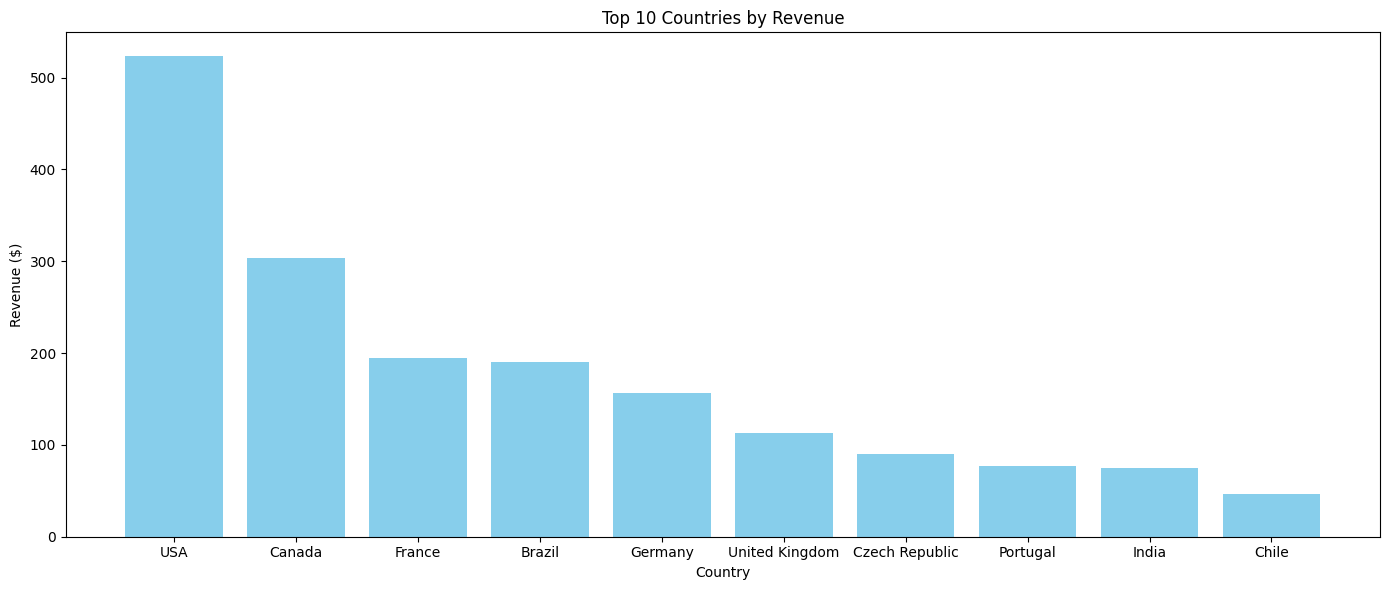 Top 10 Countries by Revenue
Revenue ($)
500
400
300
200
100
0
USA Canada France Brazil Germany United Kingdom Czech Republic Portugal India Chile
Country